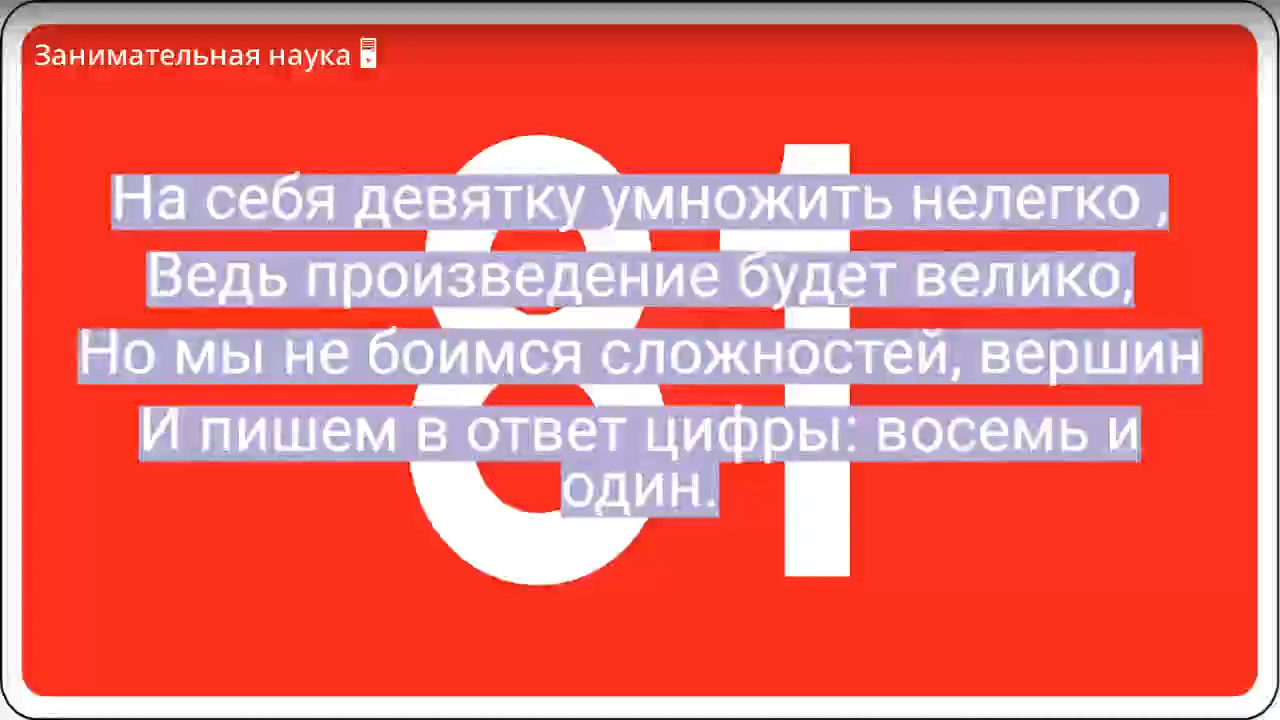 Занимательная наука🖥
81
На себя девятку умножить нелегко ,
Ведь произведение будет велико,
Но мы не боимся сложностей, вершин
И пишем в ответ цифры: восемь и
один.